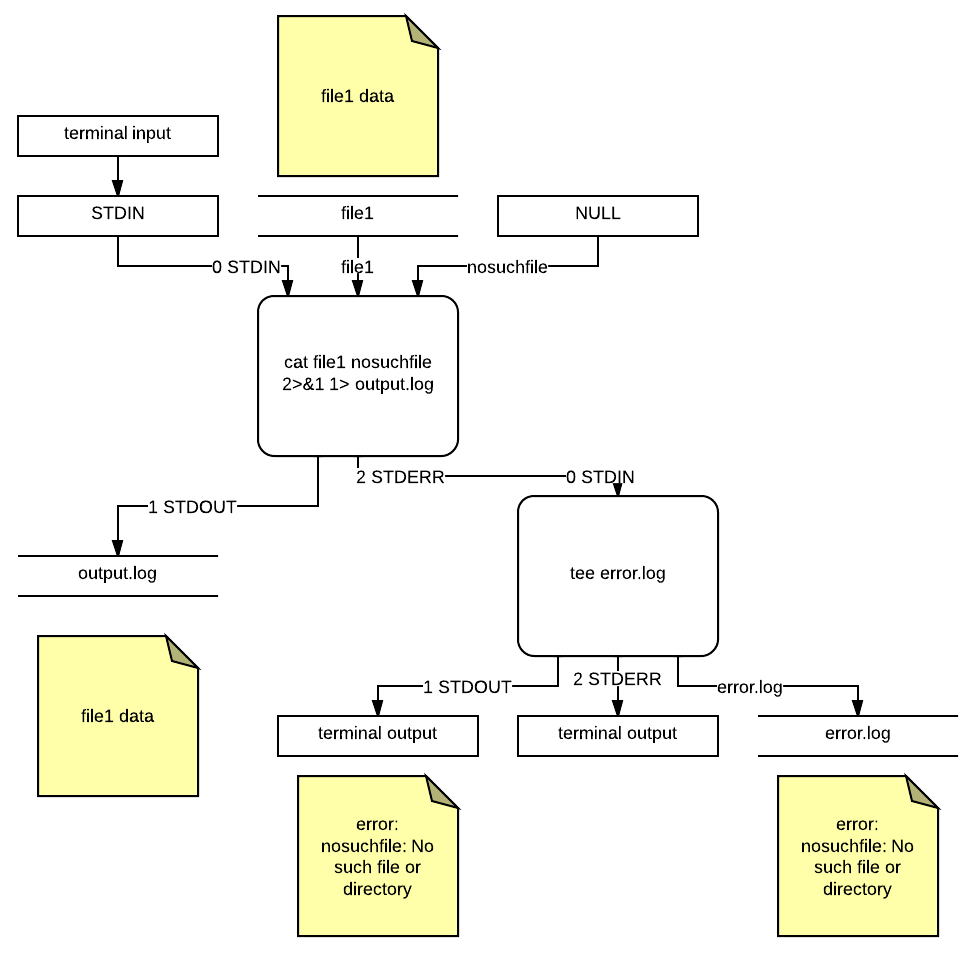 file1 data
terminal input
STDIN
file1
NULL
0 STDIN
file1
nosuchfile
cat file1 nosuchfile
2>&1 1> output.log
2 STDERR
0 STDIN
1 STDOUT
output.log
tee error.log
file1 data
1 STDOUT
2 STDERR
error.log
terminal output
terminal output
error.log
error:
nosuchfile: No
such file or
directory
error:
nosuchfile: No
such file or
directory